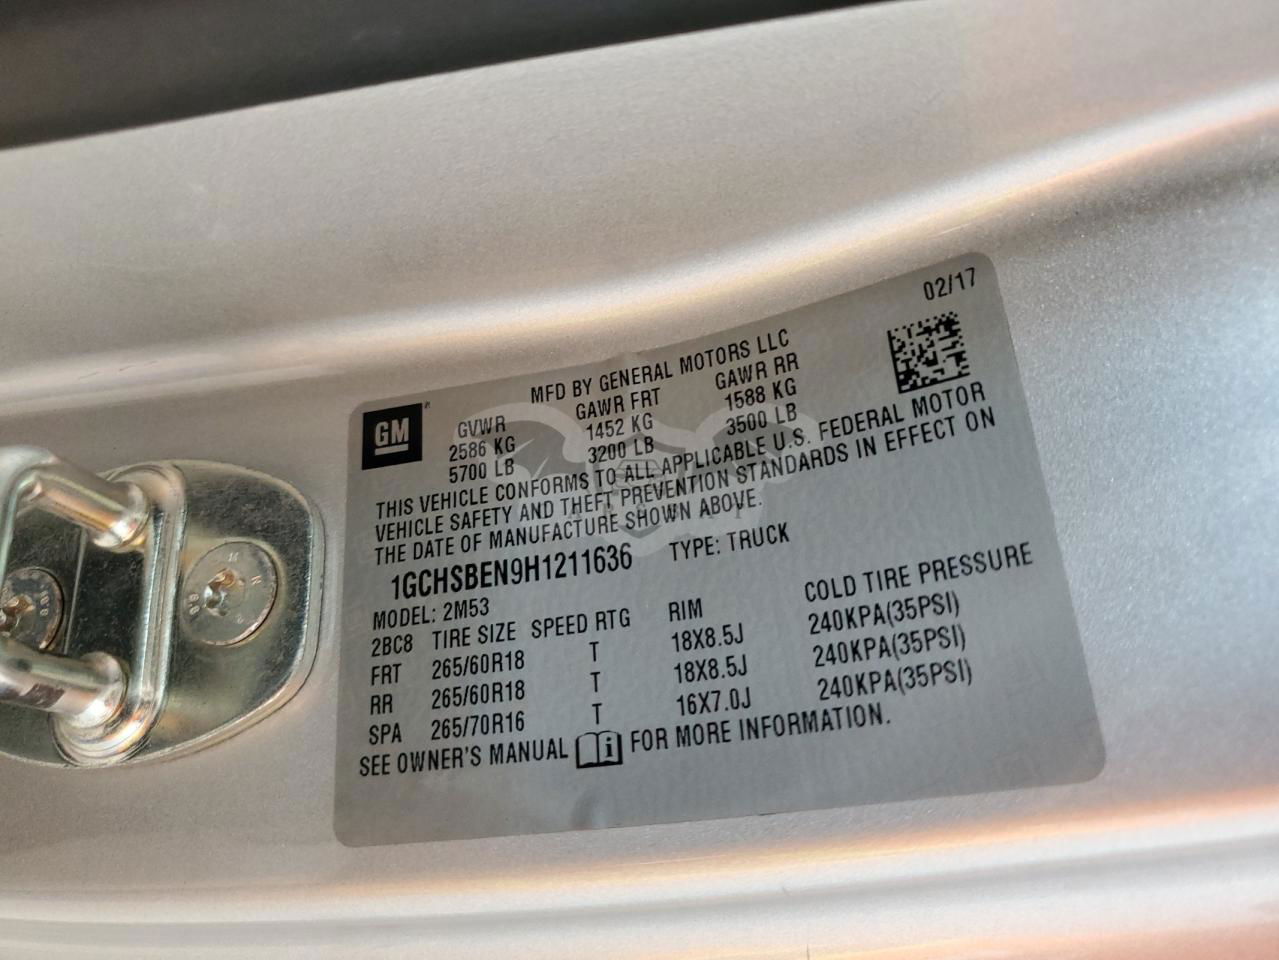 02/17
MFD BY GENERAL MOTORS LLC
GM
GVWR GAWR FRT GAWR RR
2586 KG 1452 KG 1588 KG
5700 LB 3200 LB 3500 LB
THIS VEHICLE CONFORMS TO ALL APPLICABLE U.S. FEDERAL MOTOR
VEHICLE SAFETY AND THEFT PREVENTION STANDARDS IN EFFECT ON
THE DATE OF MANUFACTURE SHOWN ABOVE.
1GCHSBEN9H1211636 TYPE: TRUCK
MODEL: 2M53
2BC8 TIRE SIZE SPEED RTG RIM COLD TIRE PRESSURE
FRT 265/60R18 T 18X8.5J 240KPA(35PSI)
RR 265/60R18 T 18X8.5J 240KPA(35PSI)
SPA 265/70R16 T 16X7.0J 240KPA(35PSI)
SEE OWNER'S MANUAL i FOR MORE INFORMATION.